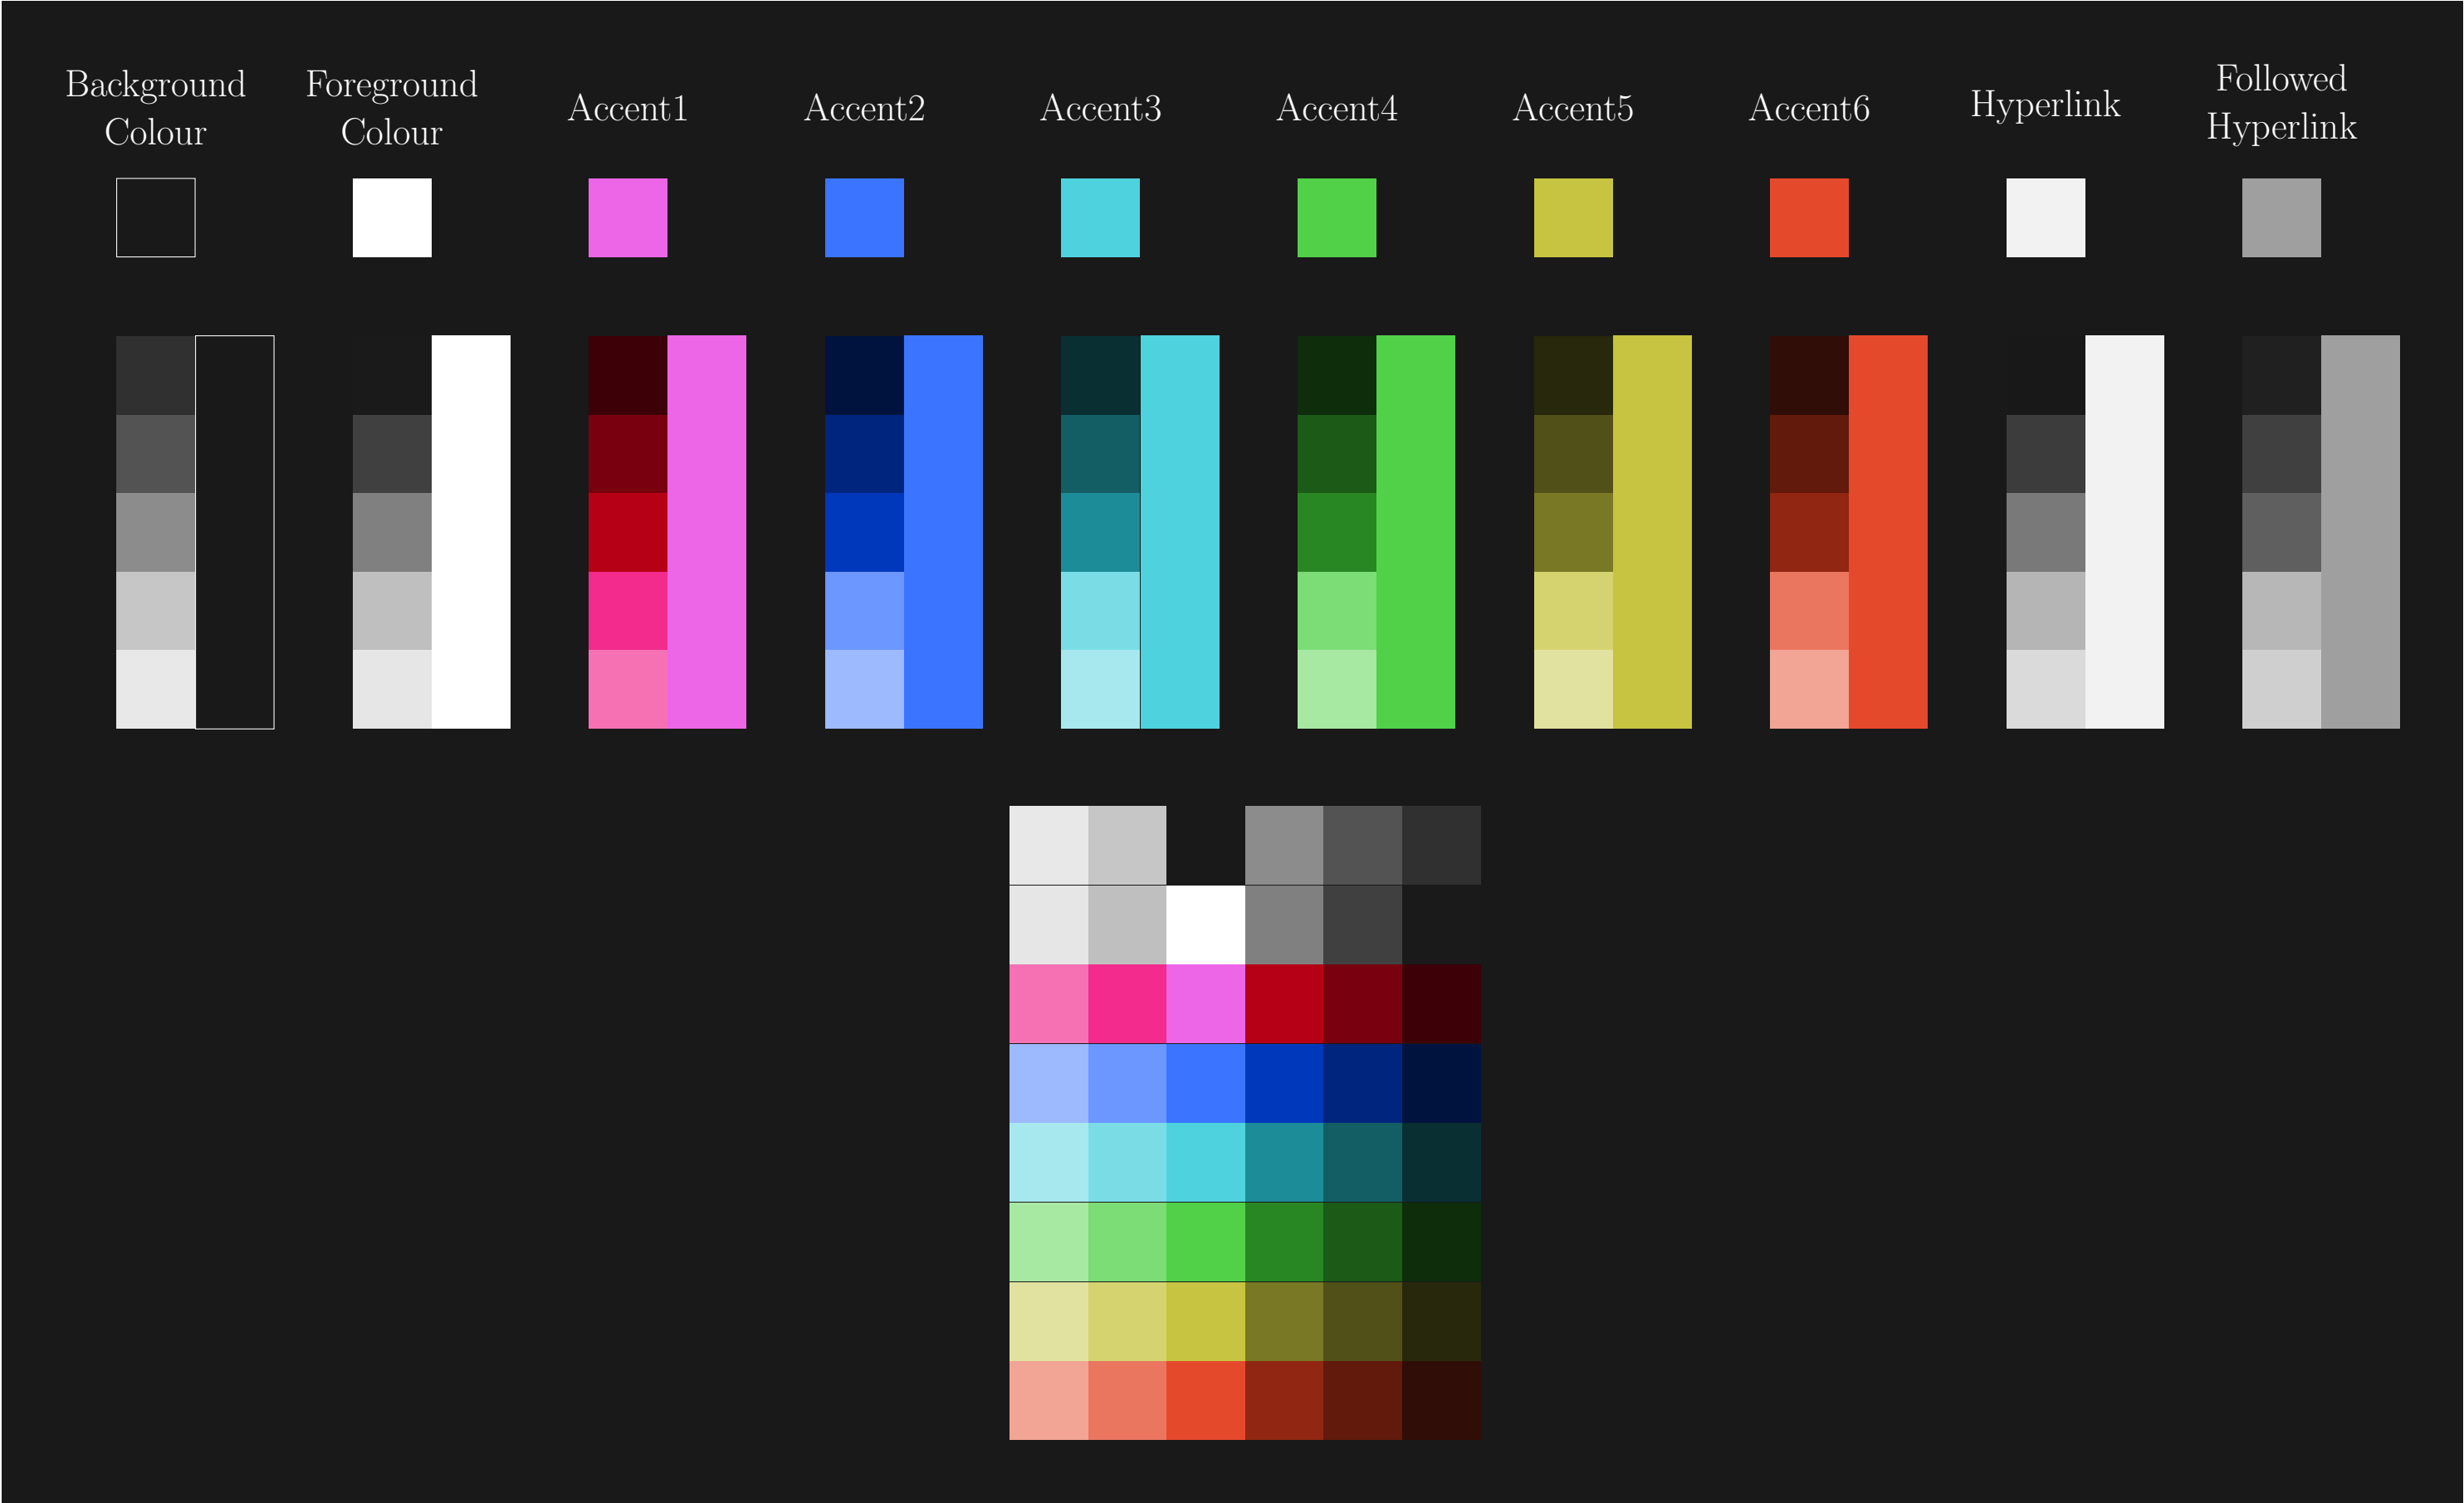 Background
Colour
Foreground
Colour
Accent1
Accent2
Accent3
Accent4
Accent5
Accent6
Hyperlink
Followed
Hyperlink